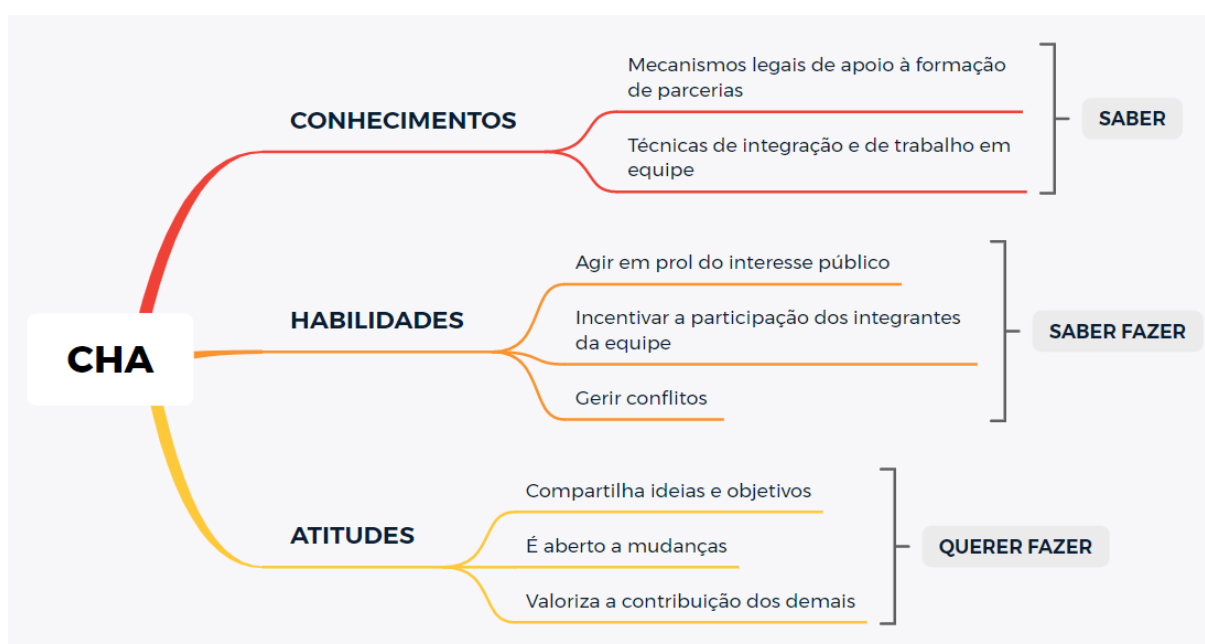 CHA
CONHECIMENTOS
Mecanismos legais de apoio à formação
de parcerias
Técnicas de integração e de trabalho em
equipe
SABER
HABILIDADES
Agir em prol do interesse público
Incentivar a participação dos integrantes
da equipe
Gerir conflitos
SABER FAZER
ATITUDES
Compartilha ideias e objetivos
É aberto a mudanças
Valoriza a contribuição dos demais
QUERER FAZER